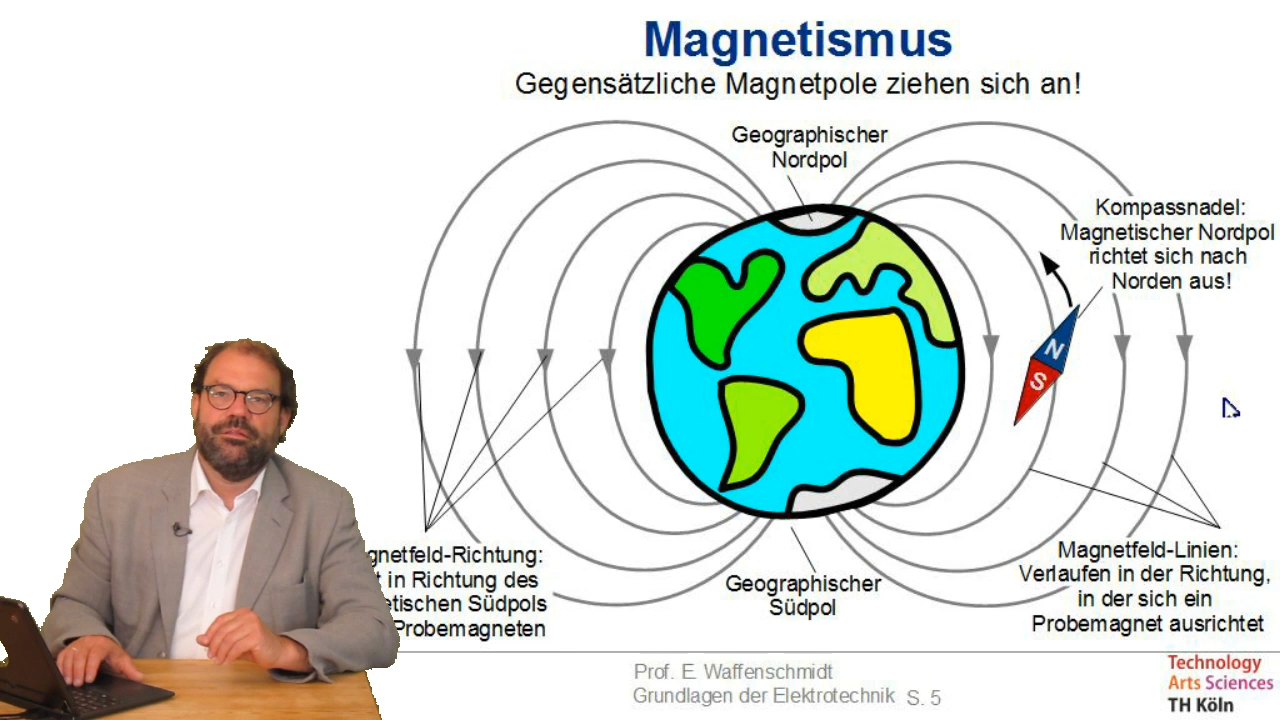 Magnetismus
Gegensätzliche Magnetpole ziehen sich an!
Geographischer
Nordpol
Kompassnadel:
Magnetischer Nordpol
richtet sich nach
Norden aus!
N
S
gnetfeld-Richtung:
t in Richtung des
etischen Südpols
Probemagneten
Geographischer
Südpol
Magnetfeld-Linien:
Verlaufen in der Richtung,
in der sich ein
Probemagnet ausrichtet
Prof. E. Waffenschmidt
Grundlagen der Elektrotechnik S. 5
Technology
Arts Sciences
TH Köln